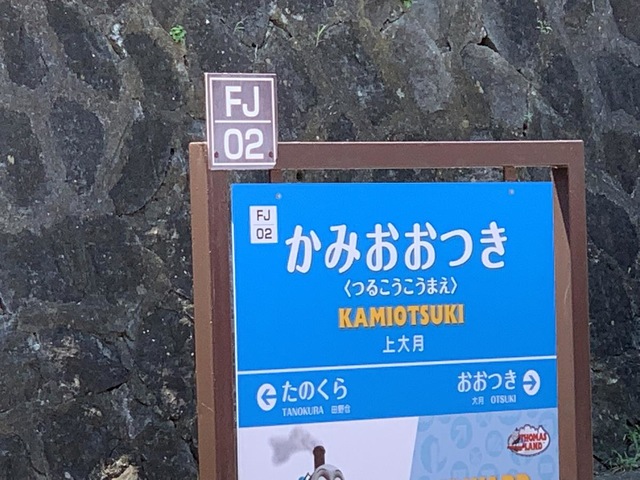 FJ
02
FJ
02
かみおおつき
〈つるこうこうまえ〉
KAMIOTSUKI
上大月
たのくら
TANOKURA 田野倉
おおつき
大月 OTSUKI
THOMAS
LAND